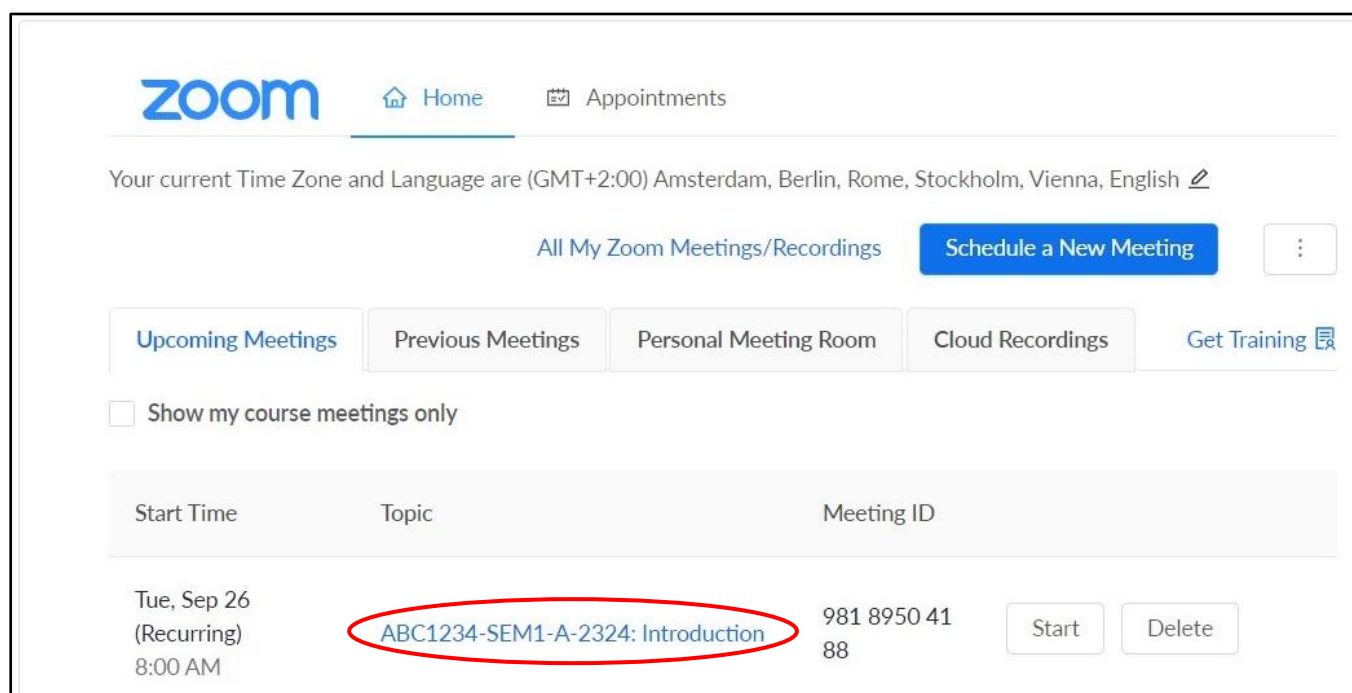 zoom Home Appointments
Your current Time Zone and Language are (GMT+2:00) Amsterdam, Berlin, Rome, Stockholm, Vienna, English
All My Zoom Meetings/Recordings Schedule a New Meeting
Upcoming Meetings Previous Meetings Personal Meeting Room Cloud Recordings Get Training
Show my course meetings only
Start Time Topic Meeting ID
Tue, Sep 26
(Recurring)
8:00 AM
ABC1234-SEM1-A-2324: Introduction
981 8950 41
88
Start Delete